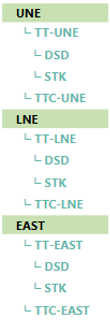 UNE
TT-UNE
DSD
STK
TTC-UNE
LNE
TT-LNE
DSD
STK
TTC-LNE
EAST
TT-EAST
DSD
STK
TTC-EAST